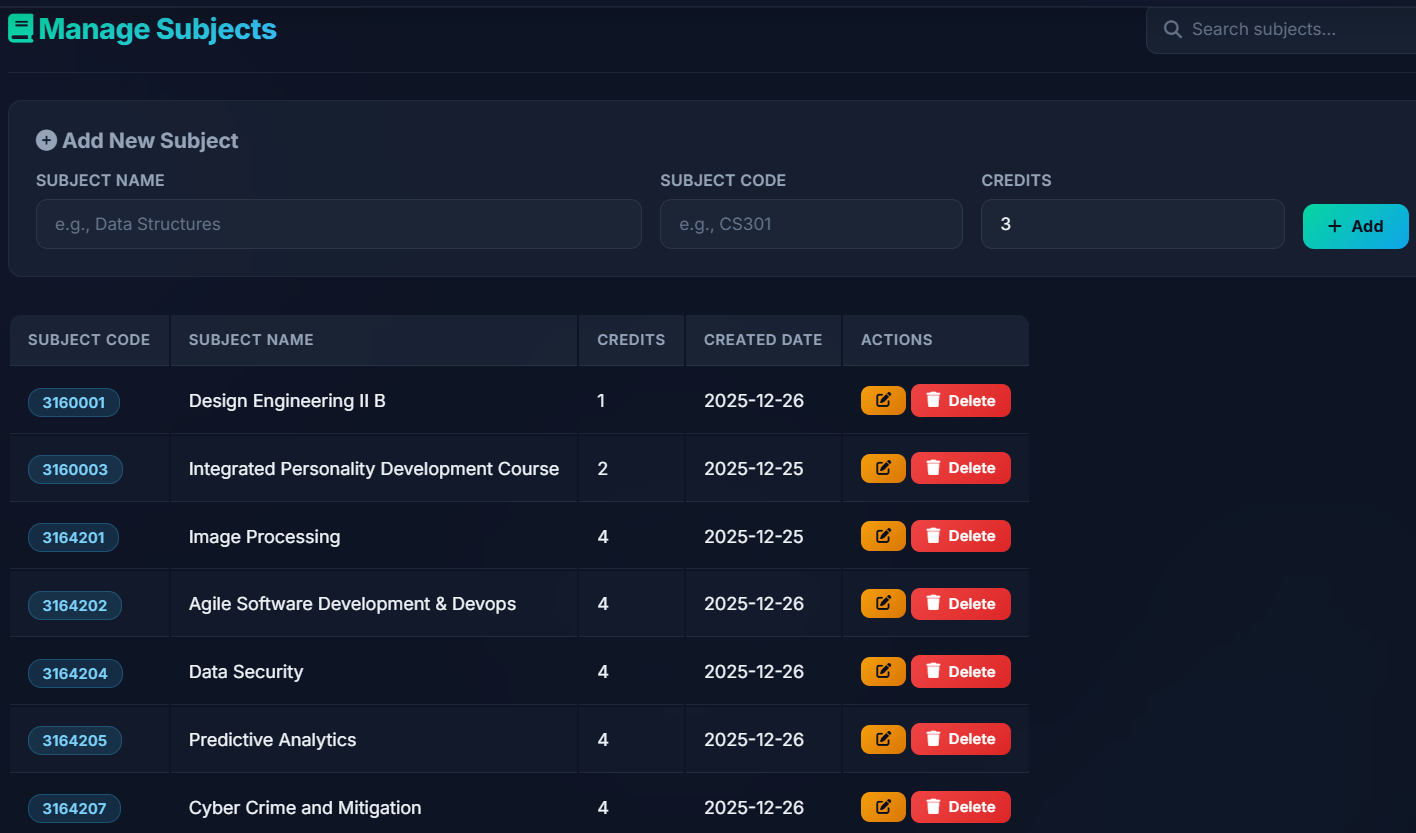 Manage Subjects
Search subjects...
Add New Subject
SUBJECT NAME SUBJECT CODE CREDITS
e.g., Data Structures e.g., CS301 3 + Add
SUBJECT CODE SUBJECT NAME CREDITS CREATED DATE ACTIONS
3160001 Design Engineering II B 1 2025-12-26 Delete
3160003 Integrated Personality Development Course 2 2025-12-25 Delete
3164201 Image Processing 4 2025-12-25 Delete
3164202 Agile Software Development & Devops 4 2025-12-26 Delete
3164204 Data Security 4 2025-12-26 Delete
3164205 Predictive Analytics 4 2025-12-26 Delete
3164207 Cyber Crime and Mitigation 4 2025-12-26 Delete